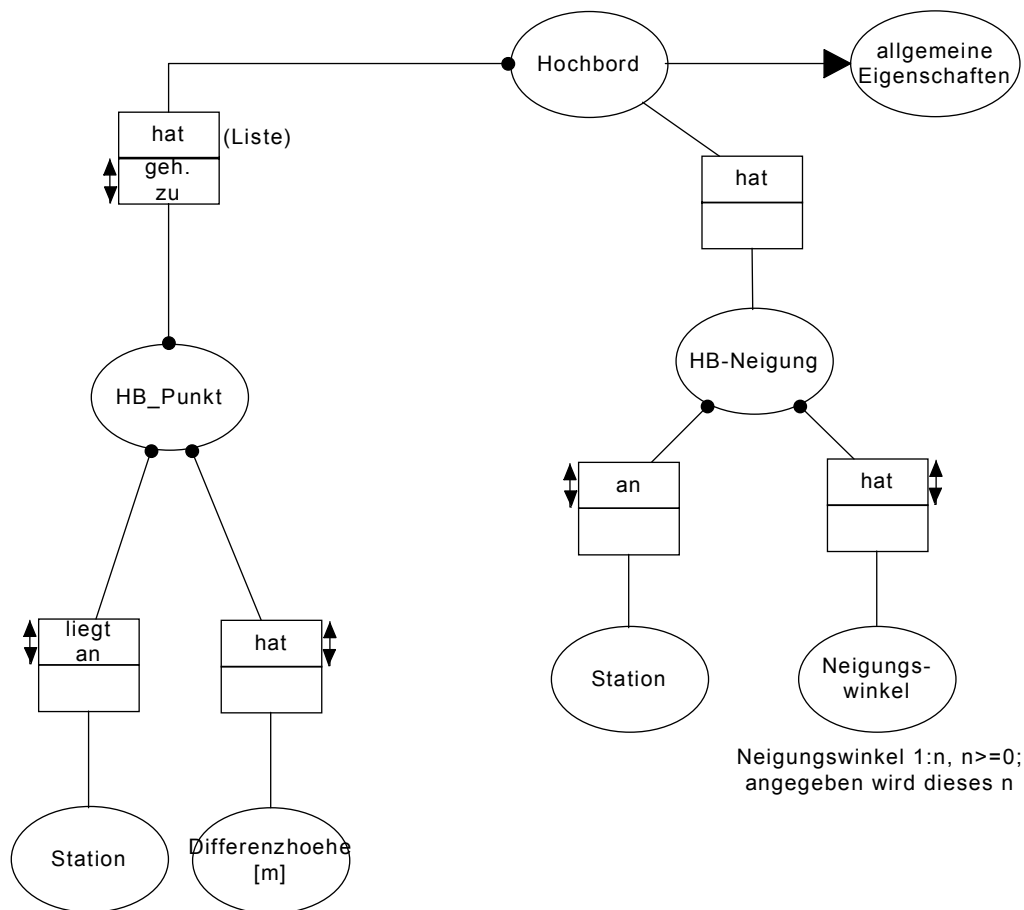 Hochbord
allgemeine
Eigenschaften
hat
(Liste)
geh.
zu
hat
HB_Punkt
HB-Neigung
an
hat
liegt
an
hat
Station
Neigungs-
winkel
Neigungswinkel 1:n, n>=0;
angegeben wird dieses n
Station
Differenzhoehe
[m]